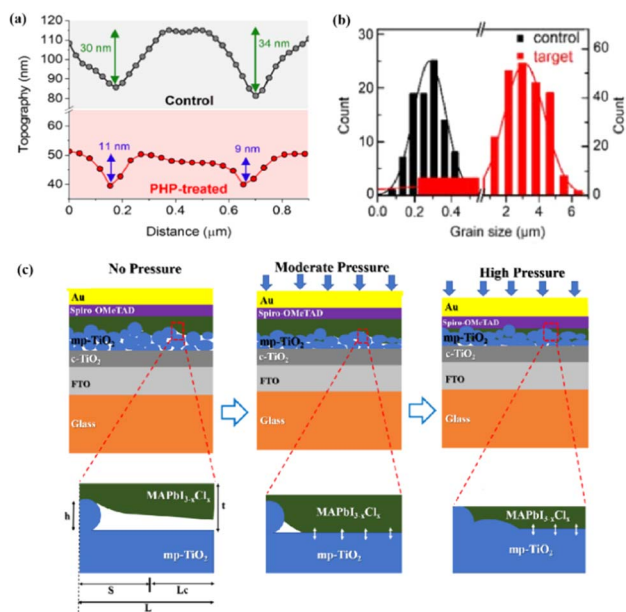 (a)
120
110
100
90
80
60
50
40
30 nm
34 nm
Control
11 nm
9 nm
PHP-treated
Topography (nm)
0
0.2
0.4
0.6
0.8
Distance (μm)
(b)
control
target
30
20
10
0
Count
60
40
20
0
Count
0.0 0.2 0.4 2 4 6
Grain size (μm)
(c)
No Pressure
Au
Spiro-OMeTAD
mp-TiO₂
c-TiO₂
FTO
Glass
Moderate Pressure
Au
Spiro-OMeTAD
mp-TiO₂
c-TiO₂
FTO
Glass
High Pressure
Au
Spiro-OMeTAD
mp-TiO₂
c-TiO₂
FTO
Glass
h
MAPbI₃₋ₓClₓ
t
mp-TiO₂
S
Lc
L
MAPbI₃₋ₓClₓ
mp-TiO₂
MAPbI₃₋ₓClₓ
mp-TiO₂